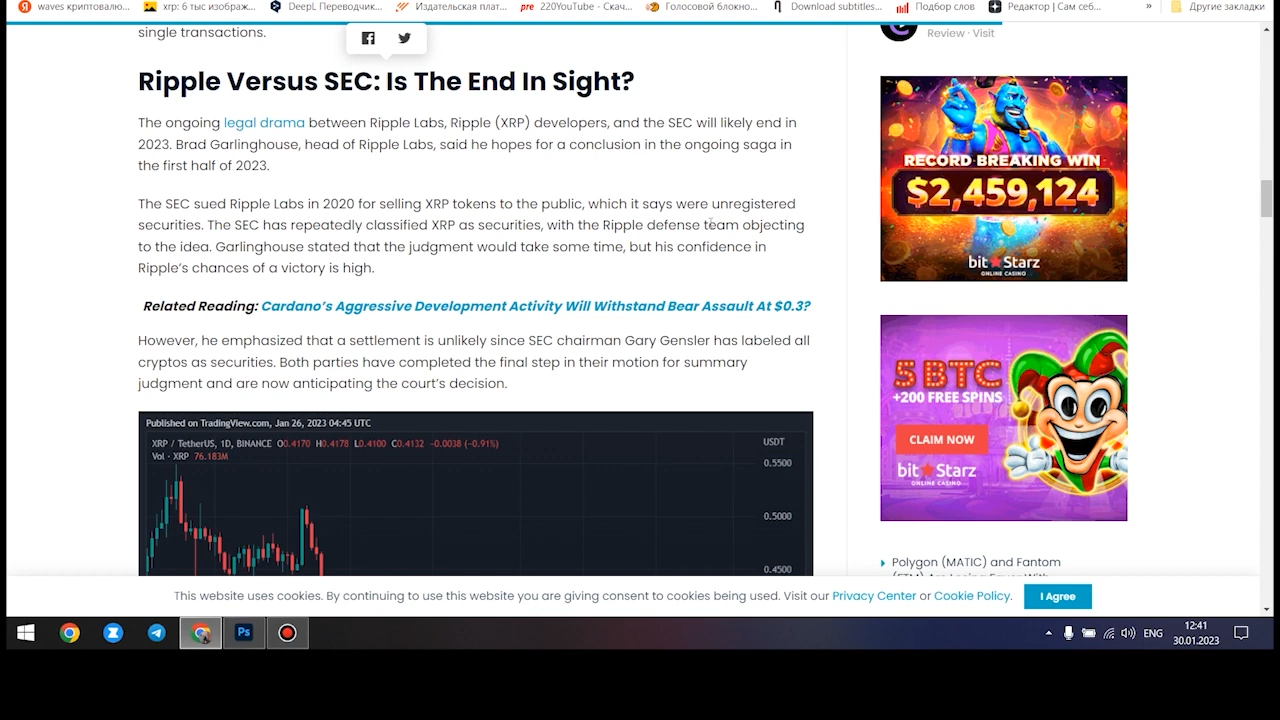 waves криптовалю...
xrp: 6 тыс изображ...
DeepL Переводчик...
Издательская плат...
pre 220YouTube - Скач...
Голосовой блокно...
Download subtitles...
Подбор слов
Редактор | Сам себ...
»
Другие закладки
single transactions.
Review · Visit
Ripple Versus SEC: Is The End In Sight?
The ongoing legal drama between Ripple Labs, Ripple (XRP) developers, and the SEC will likely end in
2023. Brad Garlinghouse, head of Ripple Labs, said he hopes for a conclusion in the ongoing saga in
the first half of 2023.
The SEC sued Ripple Labs in 2020 for selling XRP tokens to the public, which it says were unregistered
securities. The SEC has repeatedly classified XRP as securities, with the Ripple defense team objecting
to the idea. Garlinghouse stated that the judgment would take some time, but his confidence in
Ripple's chances of a victory is high.
Related Reading: Cardano's Aggressive Development Activity Will Withstand Bear Assault At $0.3?
However, he emphasized that a settlement is unlikely since SEC chairman Gary Gensler has labeled all
cryptos as securities. Both parties have completed the final step in their motion for summary
judgment and are now anticipating the court's decision.
Published on TradingView.com, Jan 26, 2023 04:45 UTC
XRP / TetherUS, 1D, BINANCE O0.4170 H0.4178 L0.4100 C0.4132 -0.0038 (-0.91%)
Vol · XRP 76.183M
USDT
0.5500
0.5000
0.4500
RECORD BREAKING WIN
$2,459,124
bitStarz
ONLINE CASINO
5 BTC
+200 FREE SPINS
CLAIM NOW
bitStarz
ONLINE CASINO
Polygon (MATIC) and Fantom
(FTM) Are Losing Favor With
This website uses cookies. By continuing to use this website you are giving consent to cookies being used. Visit our Privacy Center or Cookie Policy.
I Agree
Ps
ENG
12:41
30.01.2023